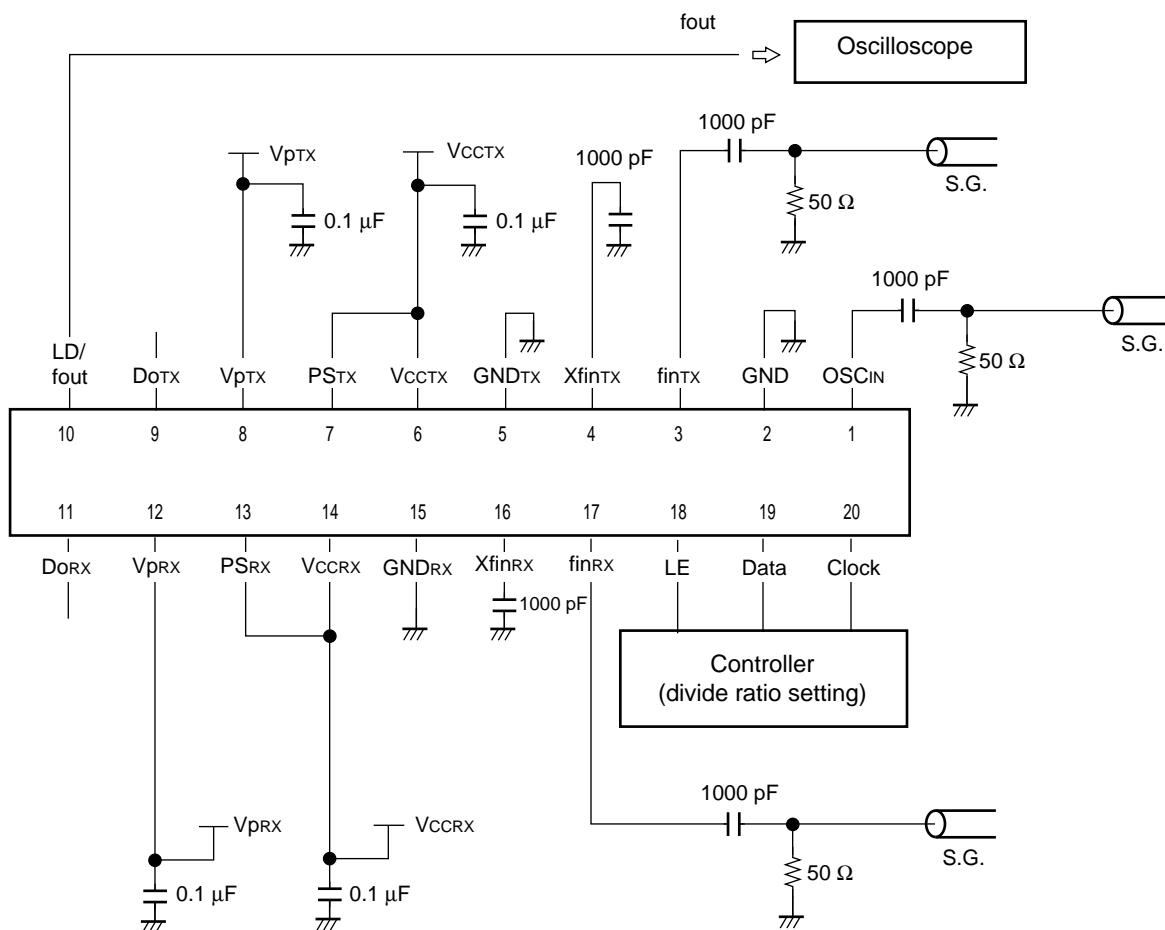 fout
Oscilloscope
1000 pF
VpTX
VCCTX
1000 pF
S.G.
50 Ω
0.1 μF
0.1 μF
1000 pF
S.G.
50 Ω
LD/
fout
DoTX
VpTX
PSTX
VCCTX
GNDTX
XfinTX
finTX
GND
OSCIN
10 9 8 7 6 5 4 3 2 1
11 12 13 14 15 16 17 18 19 20
DoRX
VpRX
PSRX
VCCRX
GNDRX
XfinRX
finRX
LE
Data
Clock
1000 pF
Controller
(divide ratio setting)
1000 pF
VpRX
VCCRX
S.G.
50 Ω
0.1 μF
0.1 μF